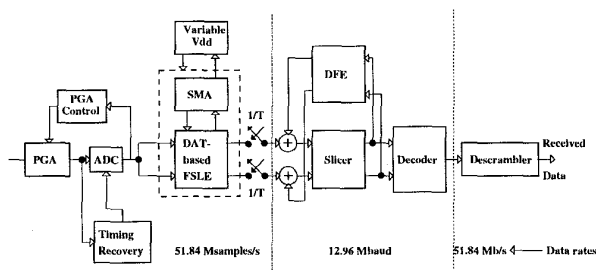 Variable
Vdd
PGA
Control
SMA
DFE
1/T
PGA
ADC
DAT-
based
FSLE
Slicer
Decoder
Descrambler
Received
Data
1/T
Timing
Recovery
51.84 Msamples/s
12.96 Mbaud
51.84 Mb/s
Data rates